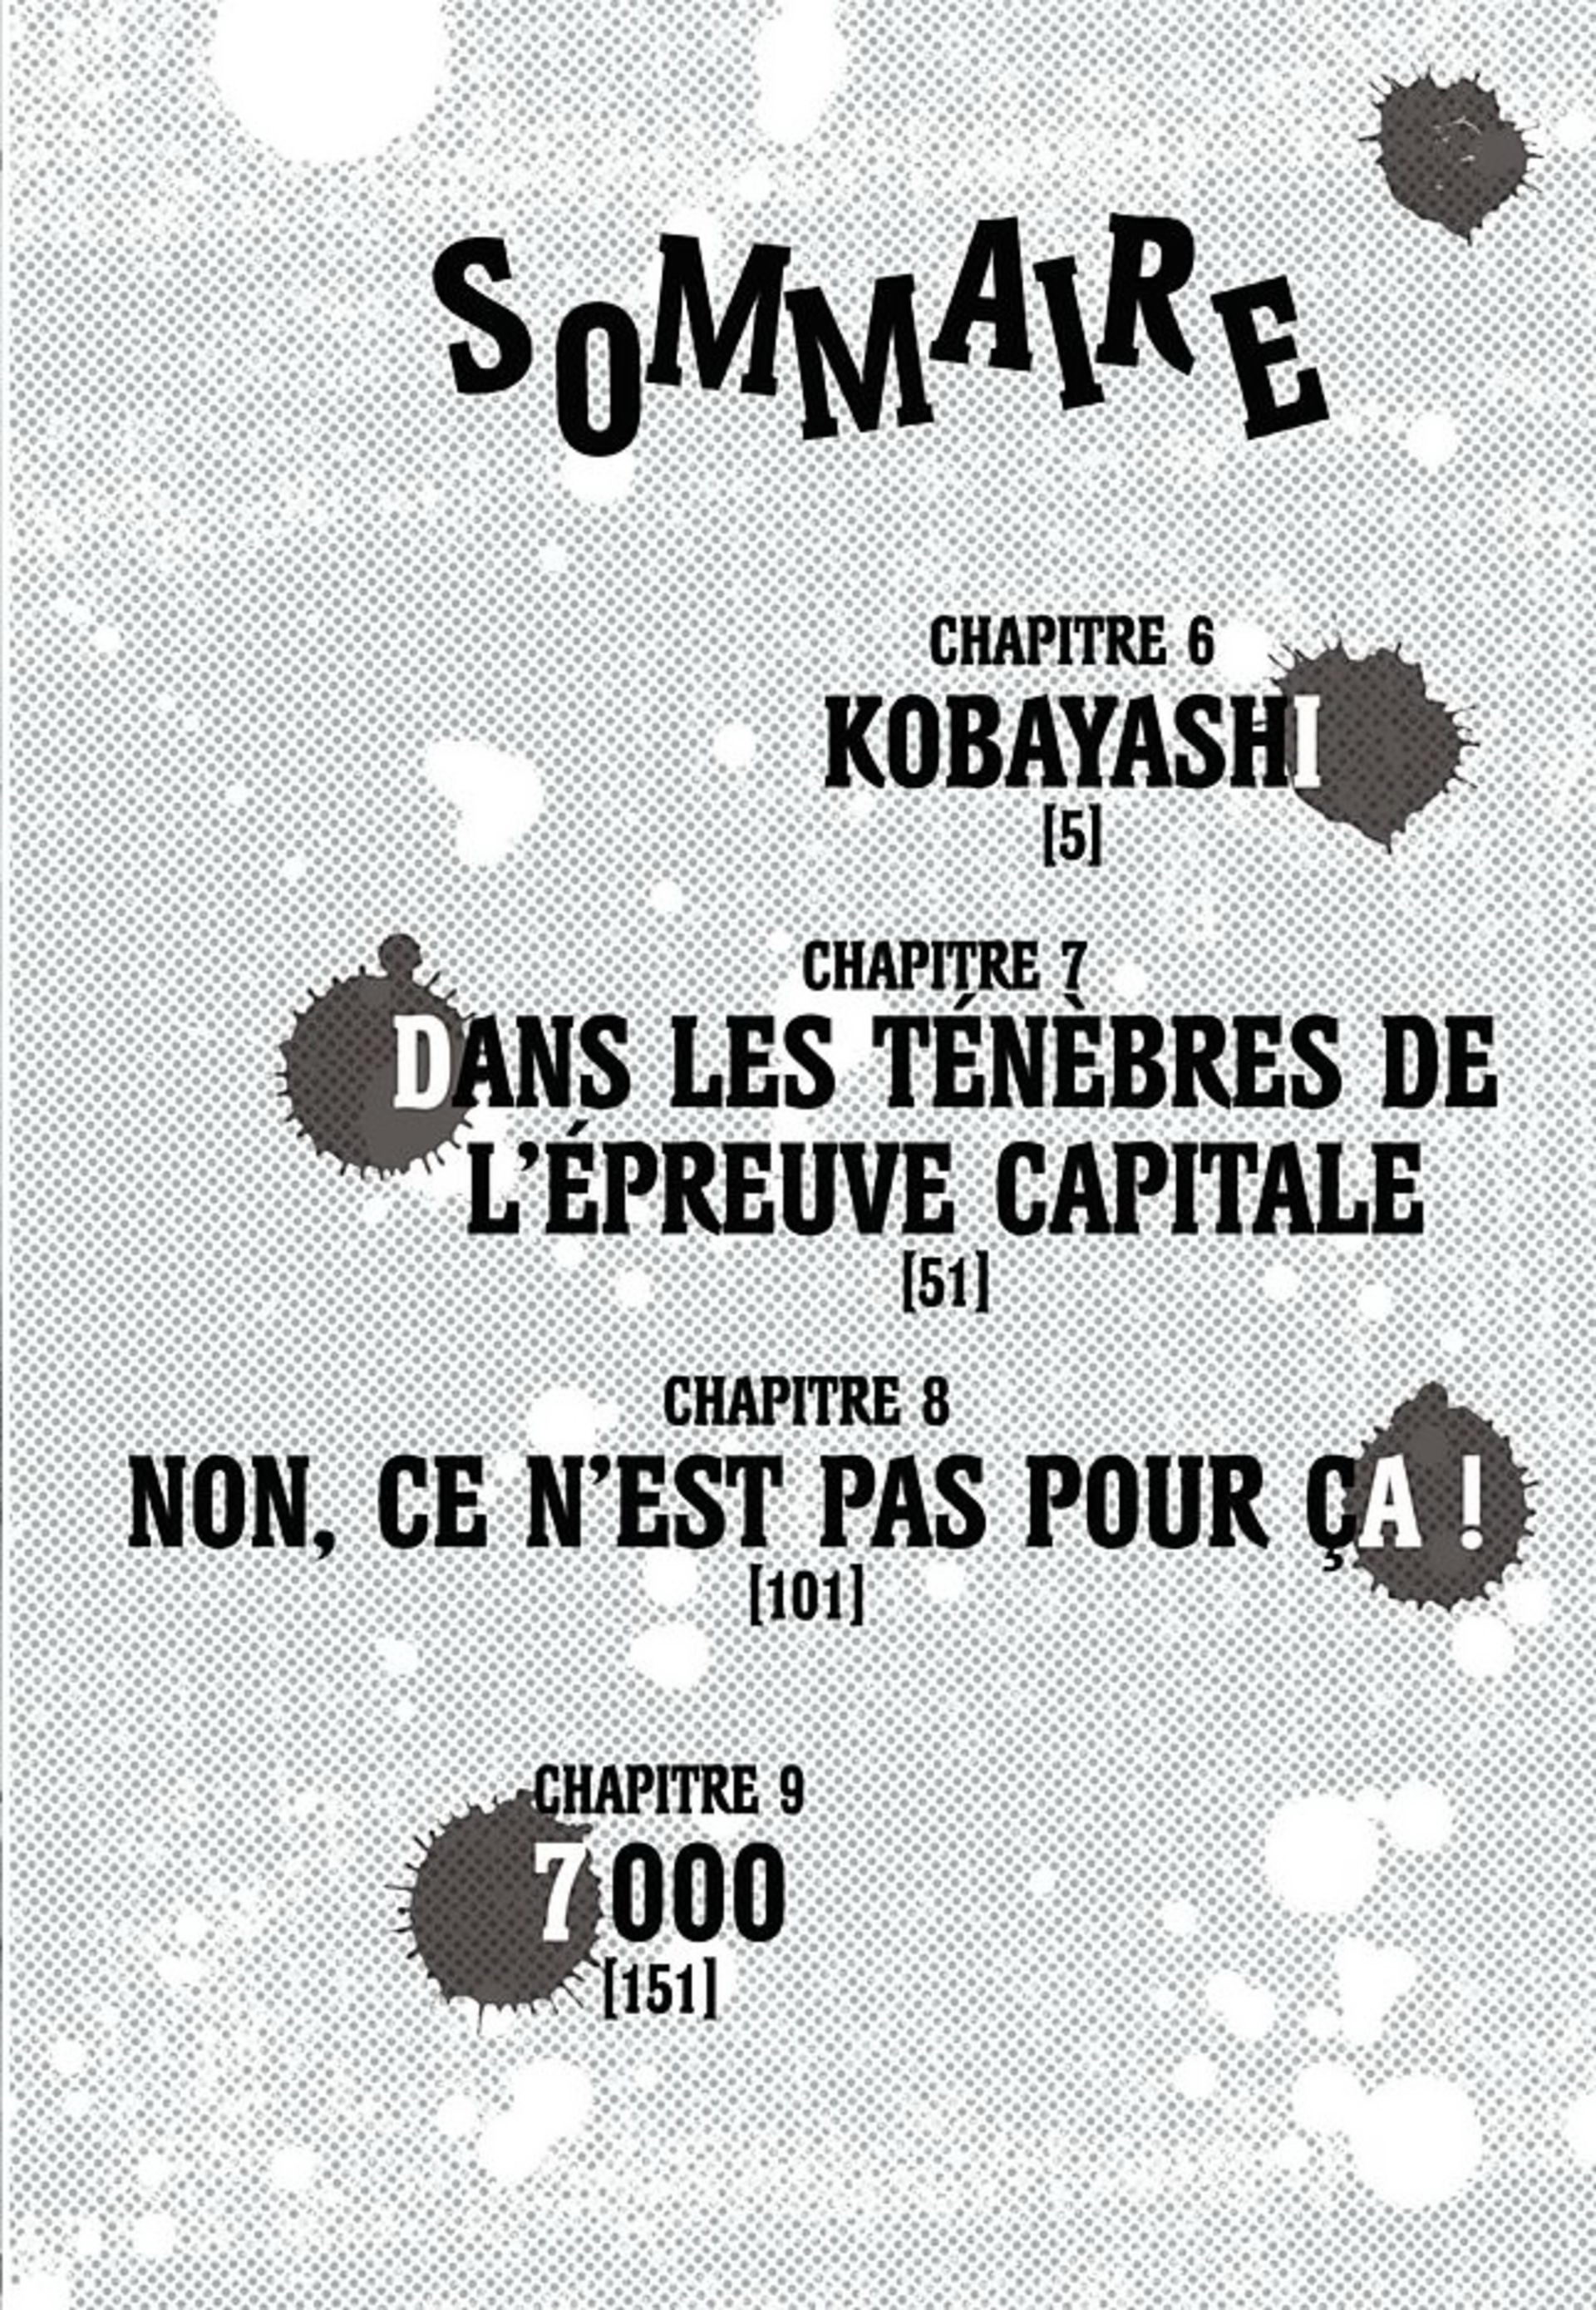 SOMMAIRE
CHAPITRE 6
KOBAYASHI
[5]
CHAPITRE 7
DANS LES TÉNÈBRES DE
L’ÉPREUVE CAPITALE
[51]
CHAPITRE 8
NON, CE N’EST PAS POUR ÇA !
[101]
CHAPITRE 9
7 000
[151]